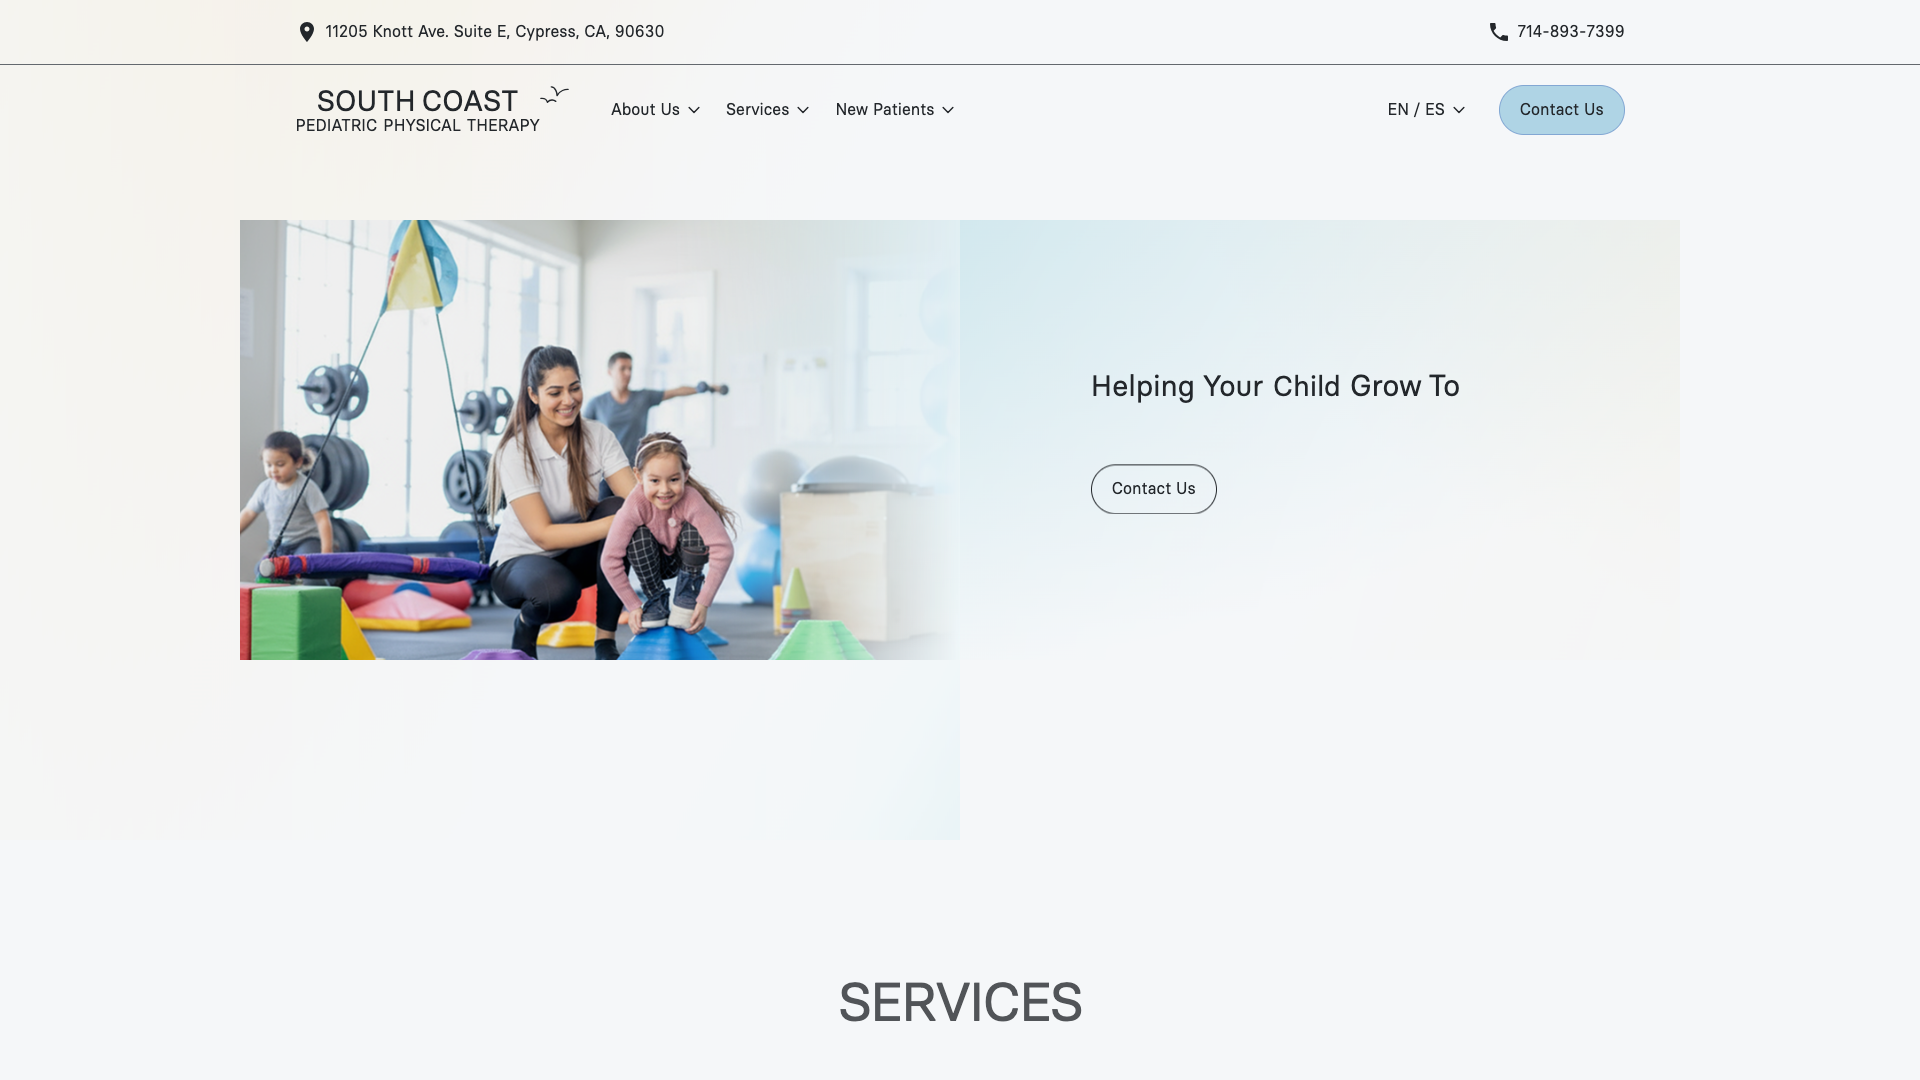 11205 Knott Ave. Suite E, Cypress, CA, 90630
714-893-7399
SOUTH COAST
PEDIATRIC PHYSICAL THERAPY
About Us
Services
New Patients
EN / ES
Contact Us
Helping Your Child Grow To
Contact Us
SERVICES